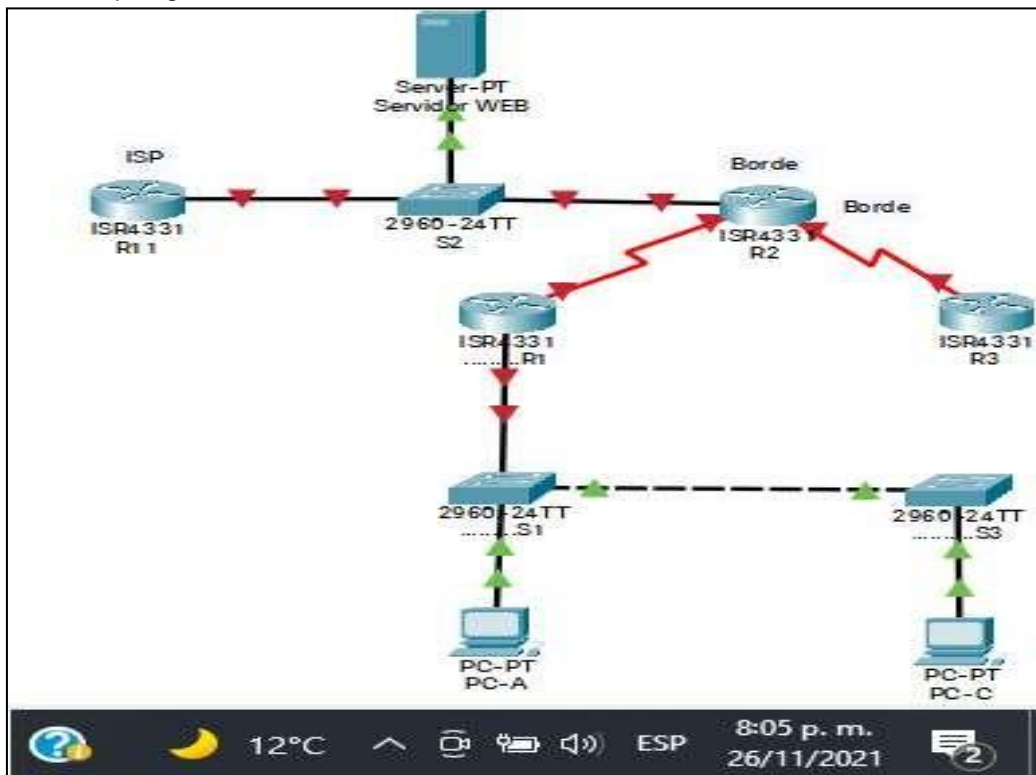 Server-PT
Servidor WEB
ISP
ISR4331
R11
2960-24TT
S2
Borde
Borde
ISR4331
R2
ISR4331
.........R1
ISR4331
R3
2960-24TT
.........S1
2960-24TT
.........S3
PC-PT
PC-A
PC-PT
PC-C
12°C
ESP
8:05 p. m.
26/11/2021
2